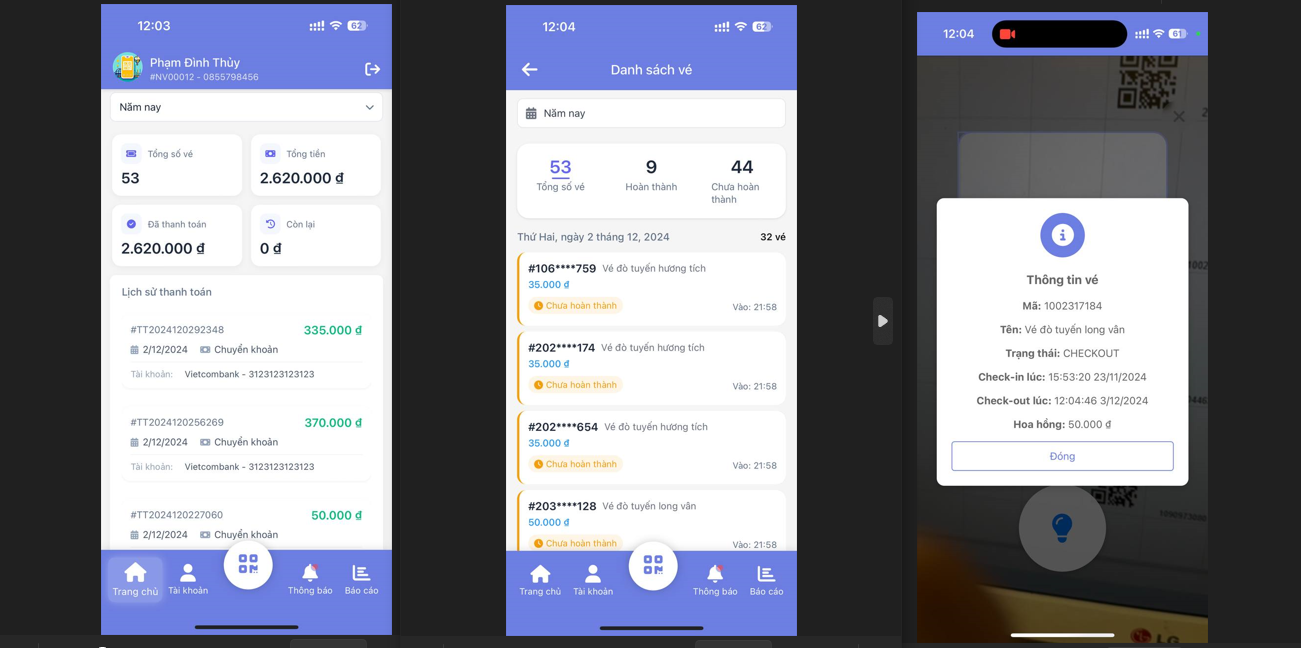 12:03
62
Phạm Đình Thùy
#NV00012 - 0855798456
Năm nay
Tổng số vé
53
Tổng tiền
2.620.000 ₫
Đã thanh toán
2.620.000 ₫
Còn lại
0 ₫
Lịch sử thanh toán
#TT2024120292348
335.000 ₫
2/12/2024 Chuyển khoản
Tài khoản: Vietcombank - 3123123123123
#TT2024120256269
370.000 ₫
2/12/2024 Chuyển khoản
Tài khoản: Vietcombank - 3123123123123
#TT2024120227060
50.000 ₫
2/12/2024 Chuyển khoản
Trang chủ
Tài khoản
Thông báo
Báo cáo
12:04
62
Danh sách vé
Năm nay
53
Tổng số vé
9
Hoàn thành
44
Chưa hoàn
thành
Thứ Hai, ngày 2 tháng 12, 2024
32 vé
#106****759 Vé đò tuyến hương tích
35.000 ₫
Chưa hoàn thành
Vào: 21:58
#202****174 Vé đò tuyến hương tích
35.000 ₫
Chưa hoàn thành
Vào: 21:58
#202****654 Vé đò tuyến hương tích
35.000 ₫
Chưa hoàn thành
Vào: 21:58
#203****128 Vé đò tuyến long vân
50.000 ₫
Chưa hoàn thành
Vào: 21:58
Trang chủ
Tài khoản
Thông báo
Báo cáo
12:04
61
Thông tin vé
Mã: 1002317184
Tên: Vé đò tuyến long vân
Trạng thái: CHECKOUT
Check-in lúc: 15:53:20 23/11/2024
Check-out lúc: 12:04:46 3/12/2024
Hoa hồng: 50.000 ₫
Đóng
LG